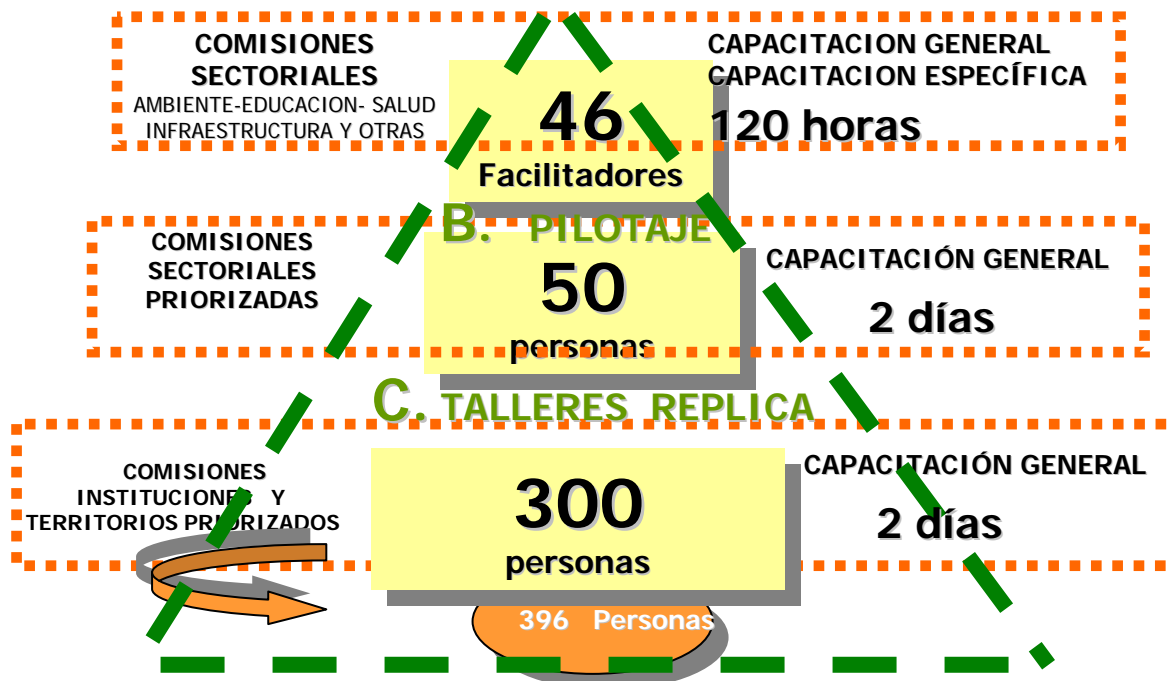 COMISIONES
SECTORIALES
AMBIENTE-EDUCACION- SALUD
INFRAESTRUCTURA Y OTRAS
46
Facilitadores
CAPACITACION GENERAL
CAPACITACION ESPECÍFICA
120 horas
B. PILOTAJE
COMISIONES
SECTORIALES
PRIORIZADAS
50
personas
CAPACITACIÓN GENERAL
2 días
C. TALLERES REPLICA
COMISIONES
INSTITUCIONES Y
TERRITORIOS PRIORIZADOS
300
personas
CAPACITACIÓN GENERAL
2 días
396 Personas